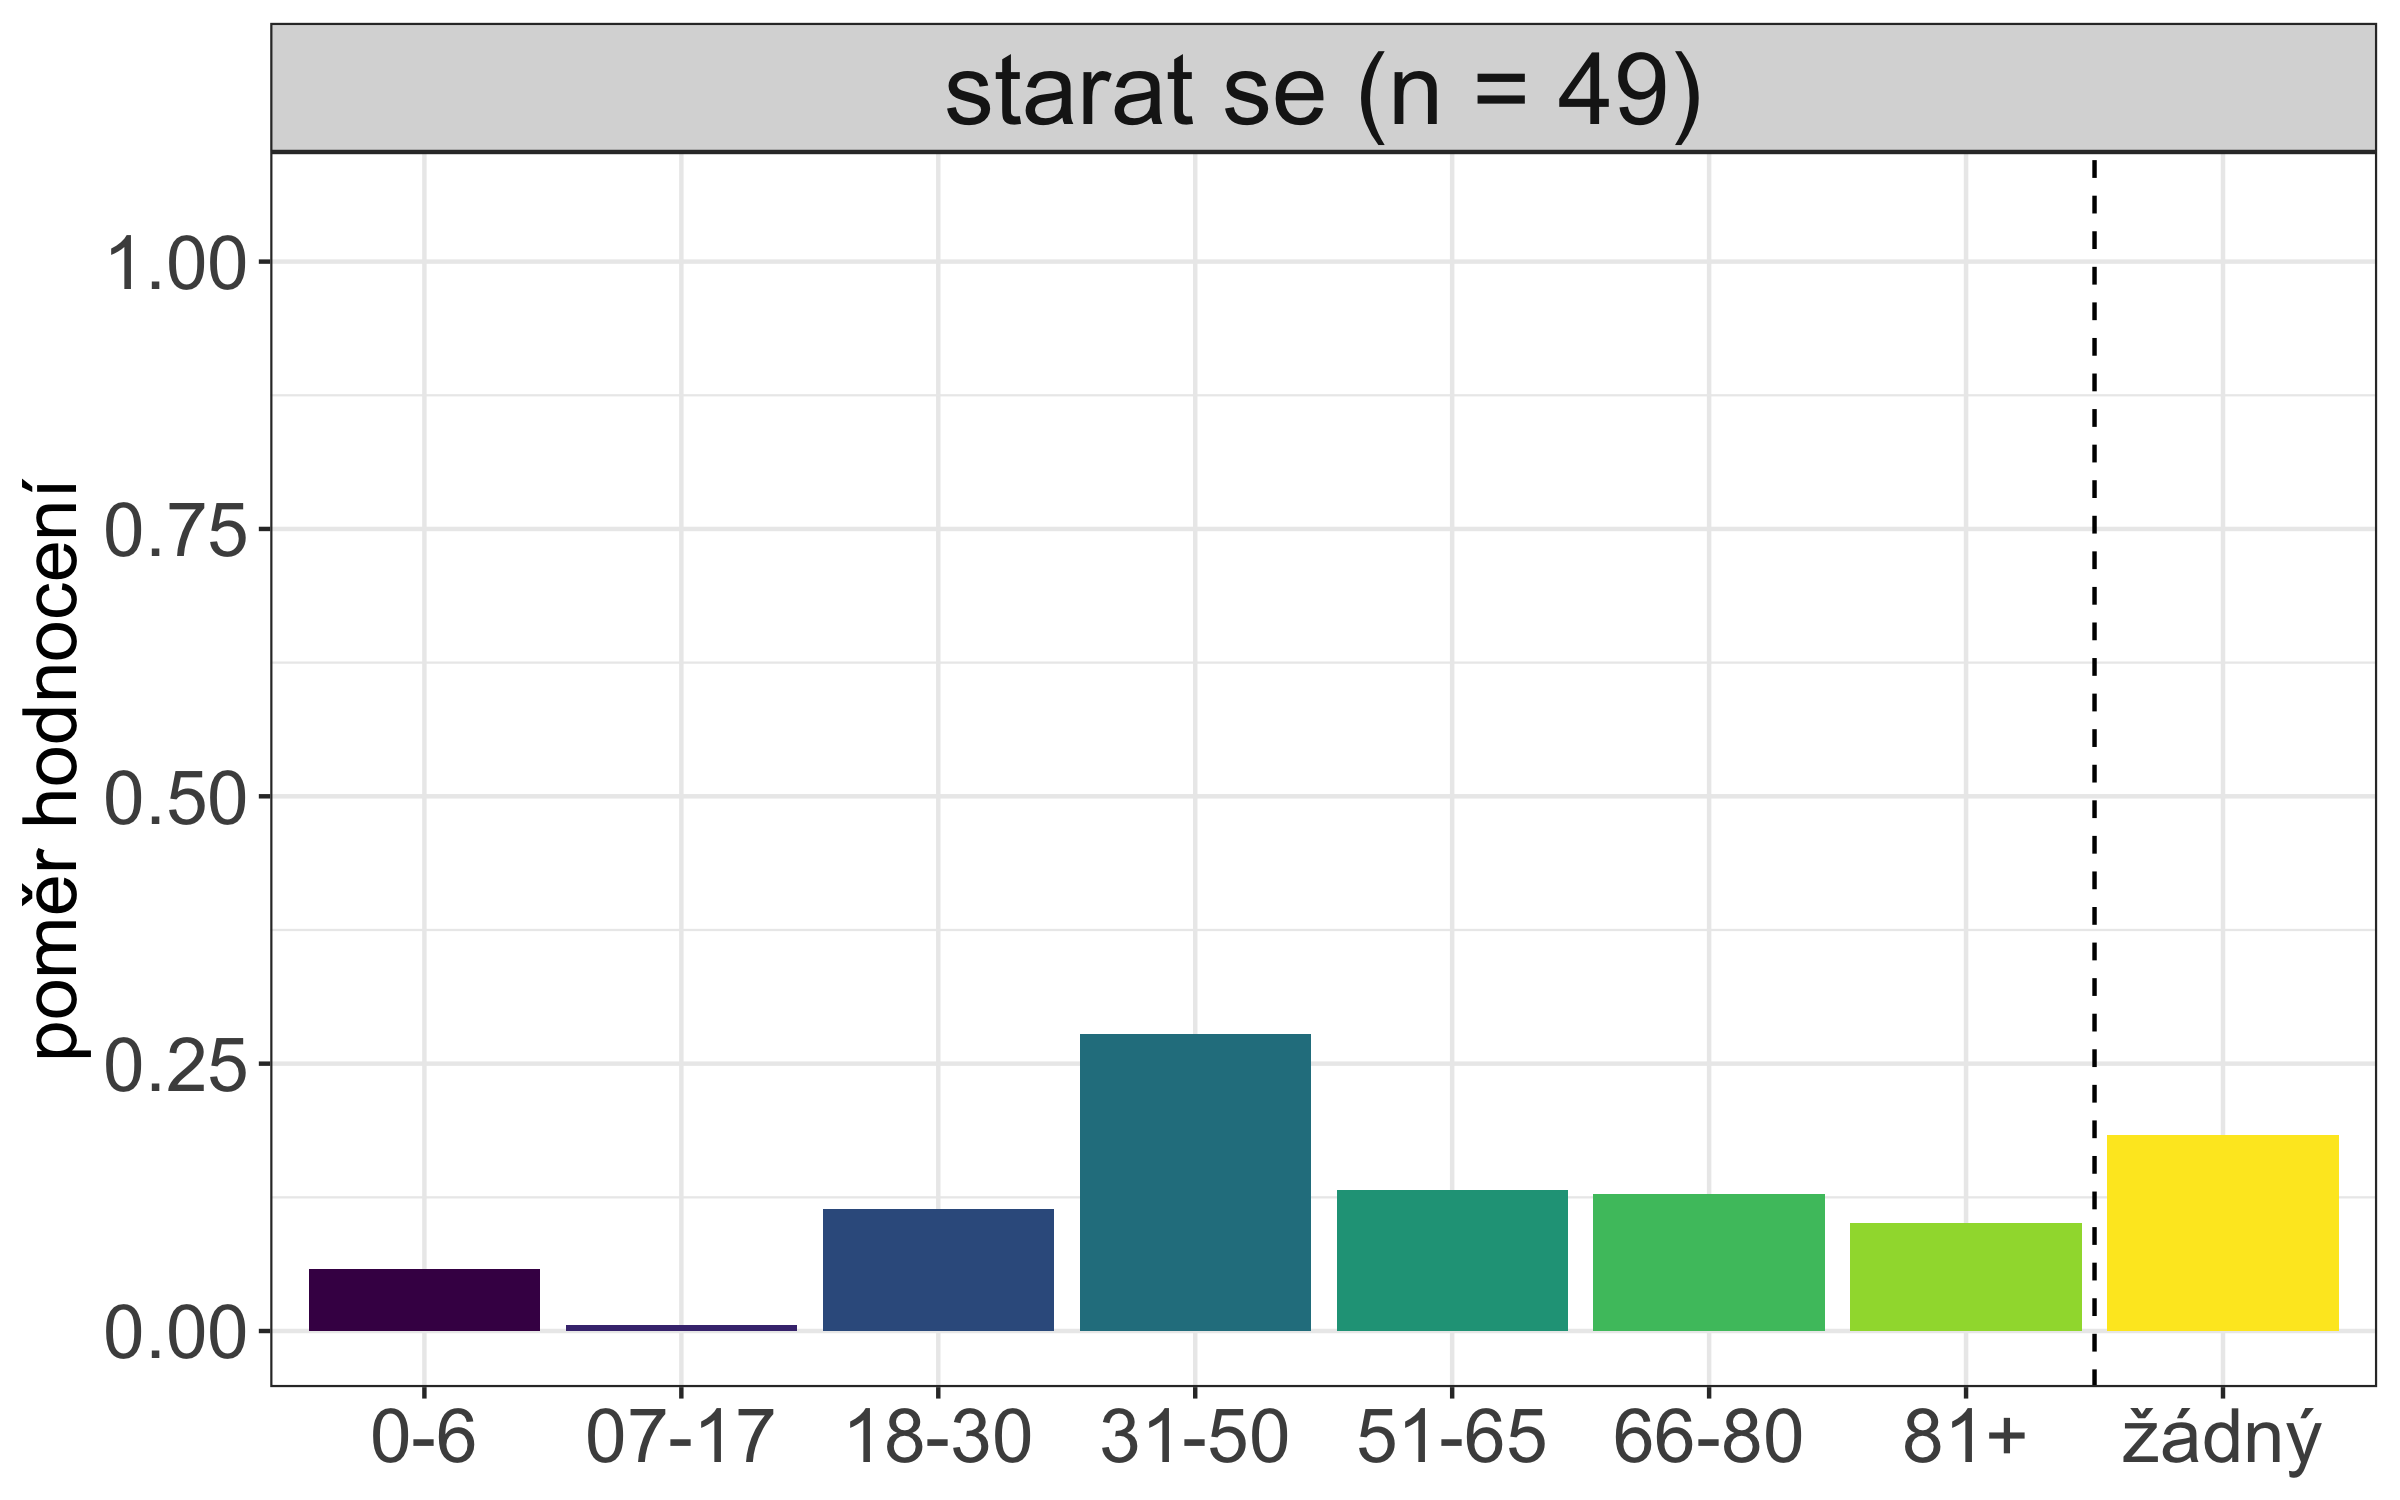 starat se (n = 49)
poměr hodnocení
1.00
0.75
0.50
0.25
0.00
0-6 07-17 18-30 31-50 51-65 66-80 81+ žádný